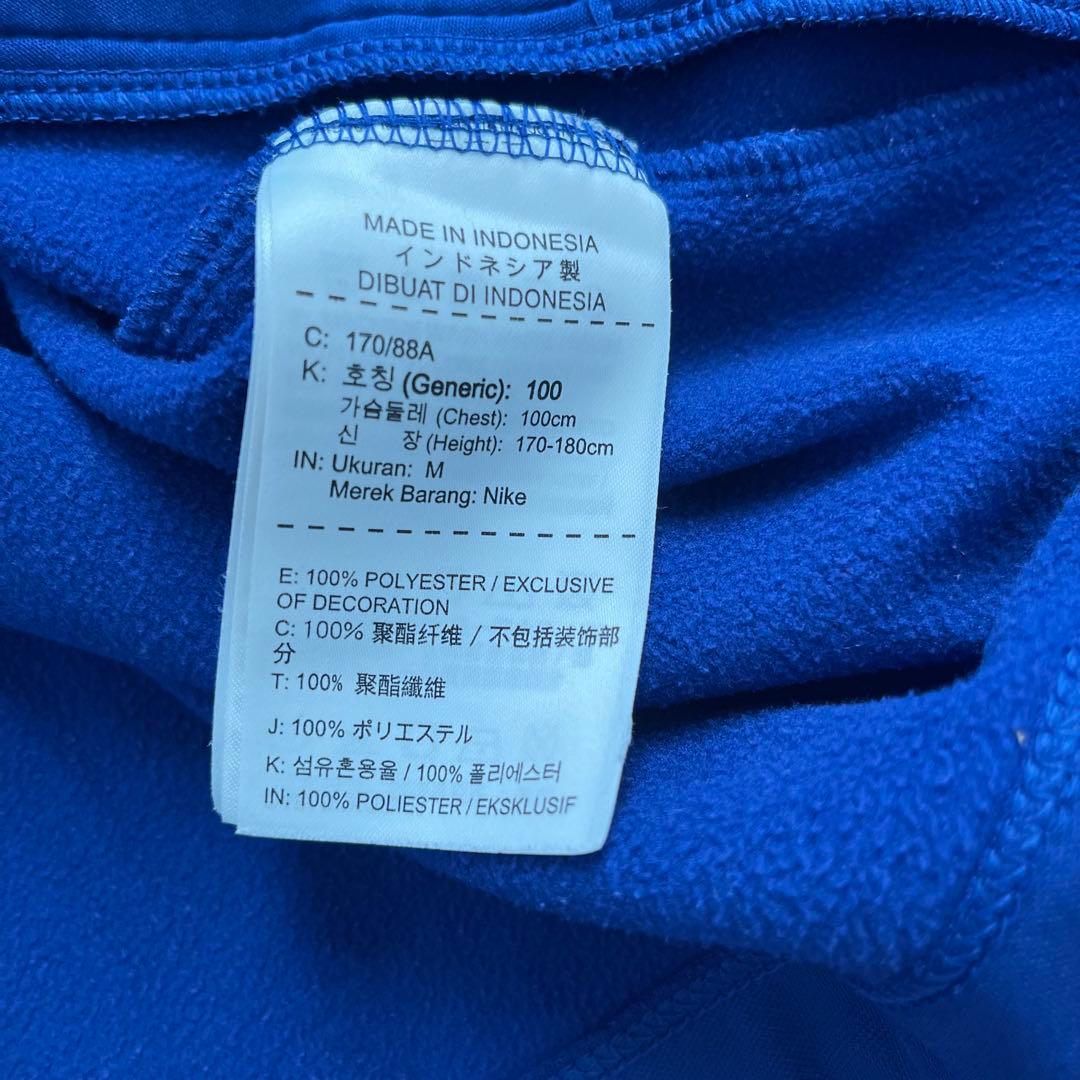 MADE IN INDONESIA
インドネシア製
DIBUAT DI INDONESIA
C: 170/88A
K: 호칭 (Generic): 100
가슴둘레 (Chest): 100cm
신 장 (Height): 170-180cm
IN: Ukuran: M
Merek Barang: Nike
E: 100% POLYESTER / EXCLUSIVE
OF DECORATION
C: 100% 聚酯纤维 / 不包括装饰部
分
T: 100% 聚酯纖維
J: 100% ポリエステル
K: 섬유혼용율 / 100% 폴리에스터
IN: 100% POLIESTER / EKSKLUSIF